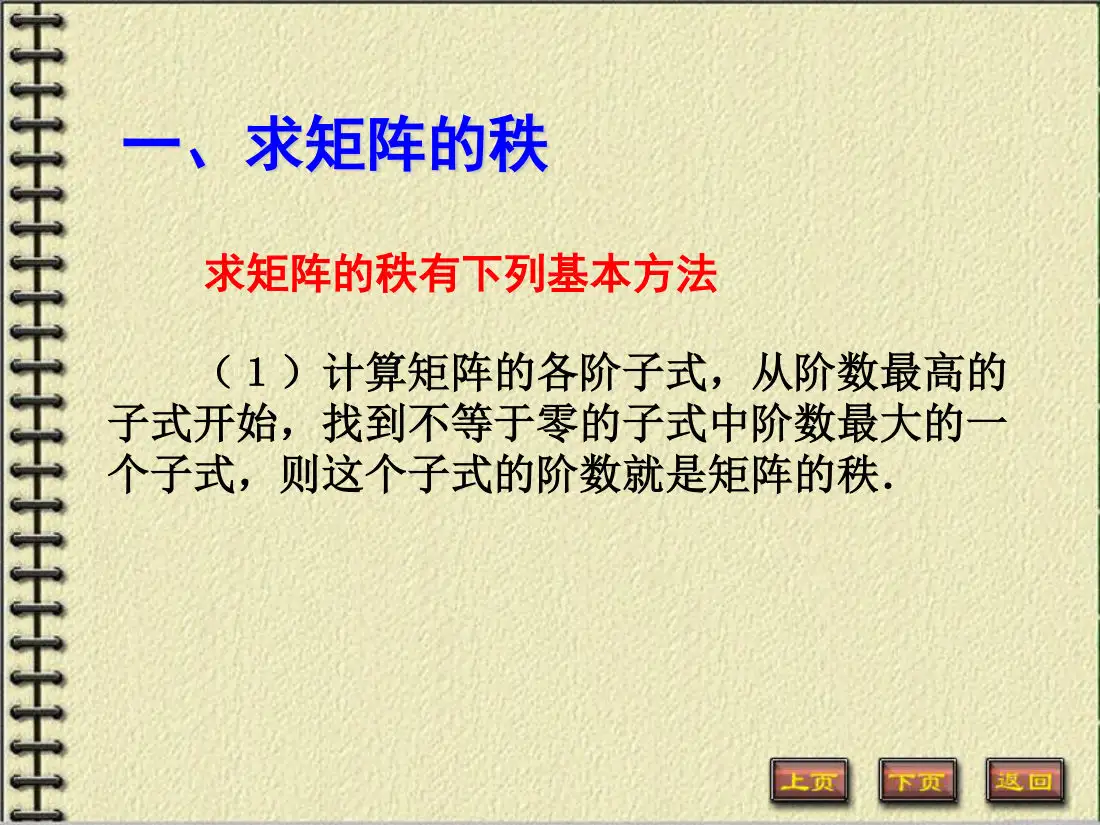 一、求矩阵的秩
求矩阵的秩有下列基本方法
（１）计算矩阵的各阶子式，从阶数最高的
子式开始，找到不等于零的子式中阶数最大的一
个子式，则这个子式的阶数就是矩阵的秩．
上页 下页 返回